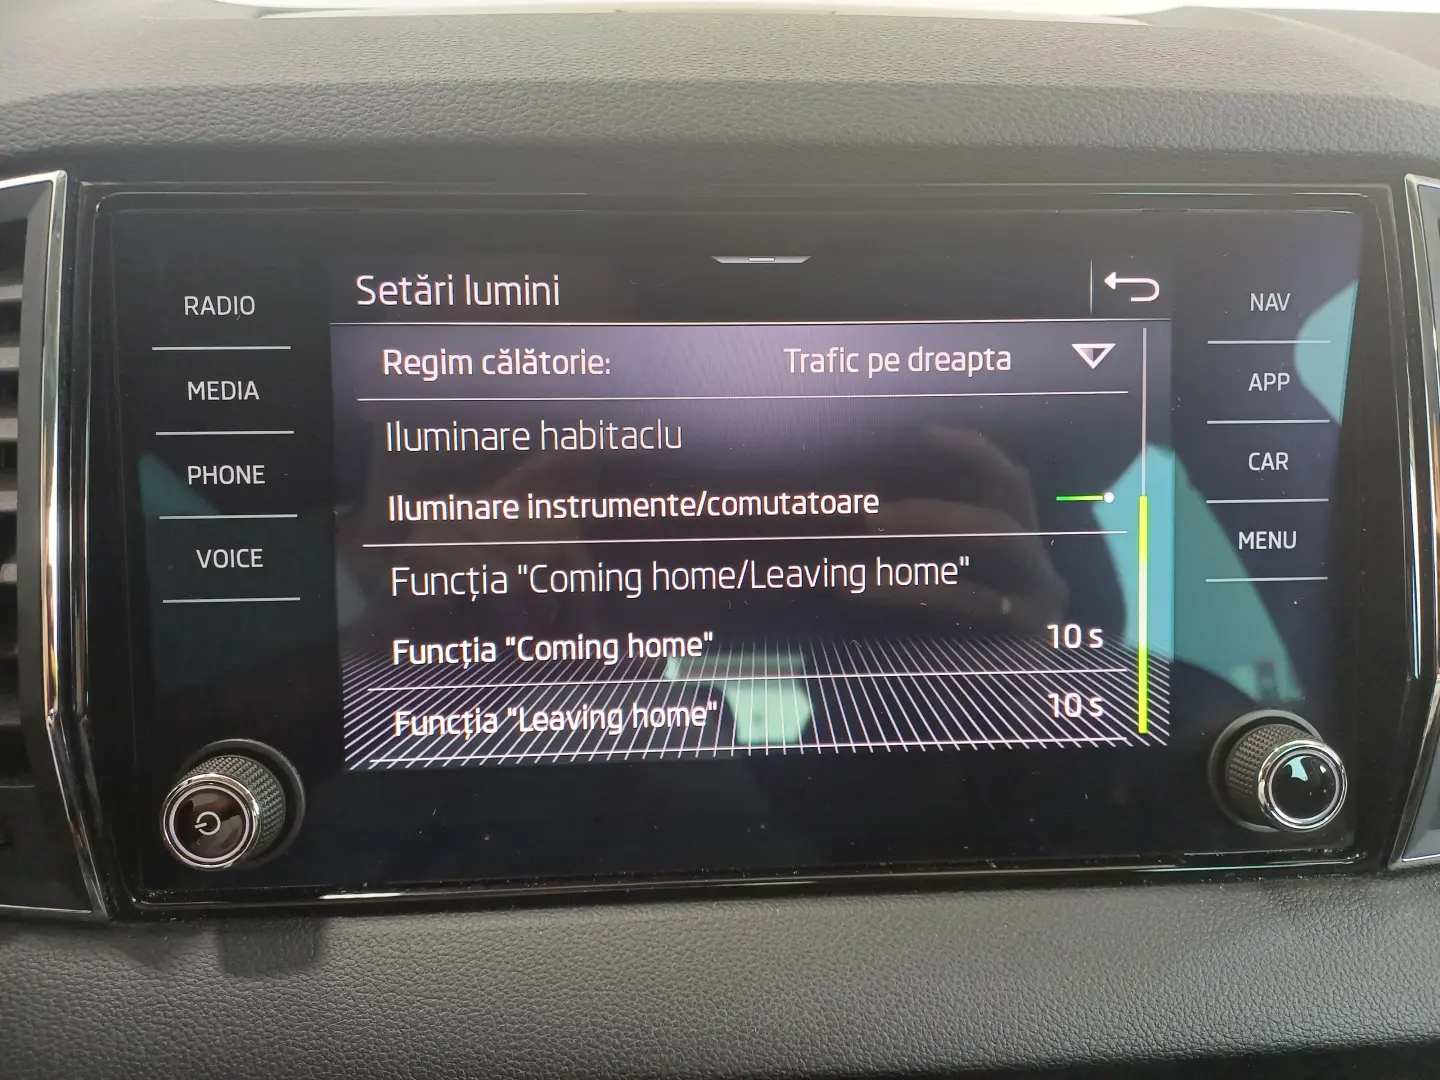 Setări lumini
Regim călătorie: Trafic pe dreapta
Iluminare habitaclu
Iluminare instrumente/comutatoare
Funcția "Coming home/Leaving home"
Funcția "Coming home" 10 s
Funcția "Leaving home" 10 s
RADIO
MEDIA
PHONE
VOICE
NAV
APP
CAR
MENU